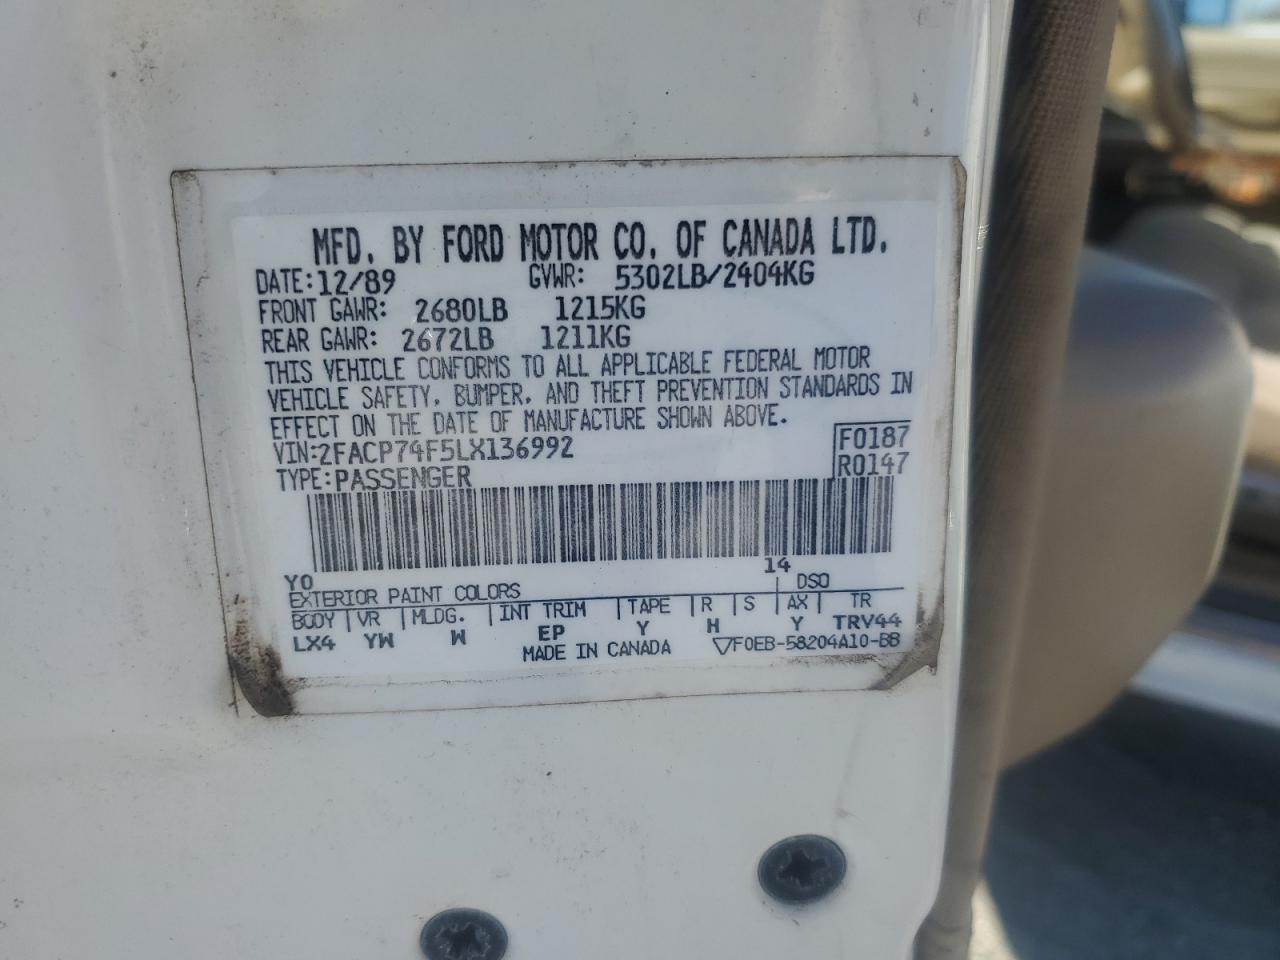 MFD. BY FORD MOTOR CO. OF CANADA LTD.
DATE: 12/89 GVWR: 5302LB/2404KG
FRONT GAWR: 2680LB 1215KG
REAR GAWR: 2672LB 1211KG
THIS VEHICLE CONFORMS TO ALL APPLICABLE FEDERAL MOTOR
VEHICLE SAFETY, BUMPER, AND THEFT PREVENTION STANDARDS IN
EFFECT ON THE DATE OF MANUFACTURE SHOWN ABOVE.
VIN: 2FACP74F5LX136992 F0187
TYPE: PASSENGER R0147
YO 14
EXTERIOR PAINT COLORS DSO
BODY VR MLDG. INT TRIM TAPE R S AX TR
LX4 YW W EP Y H Y TRV44
MADE IN CANADA ▽F0EB-58204A10-BB